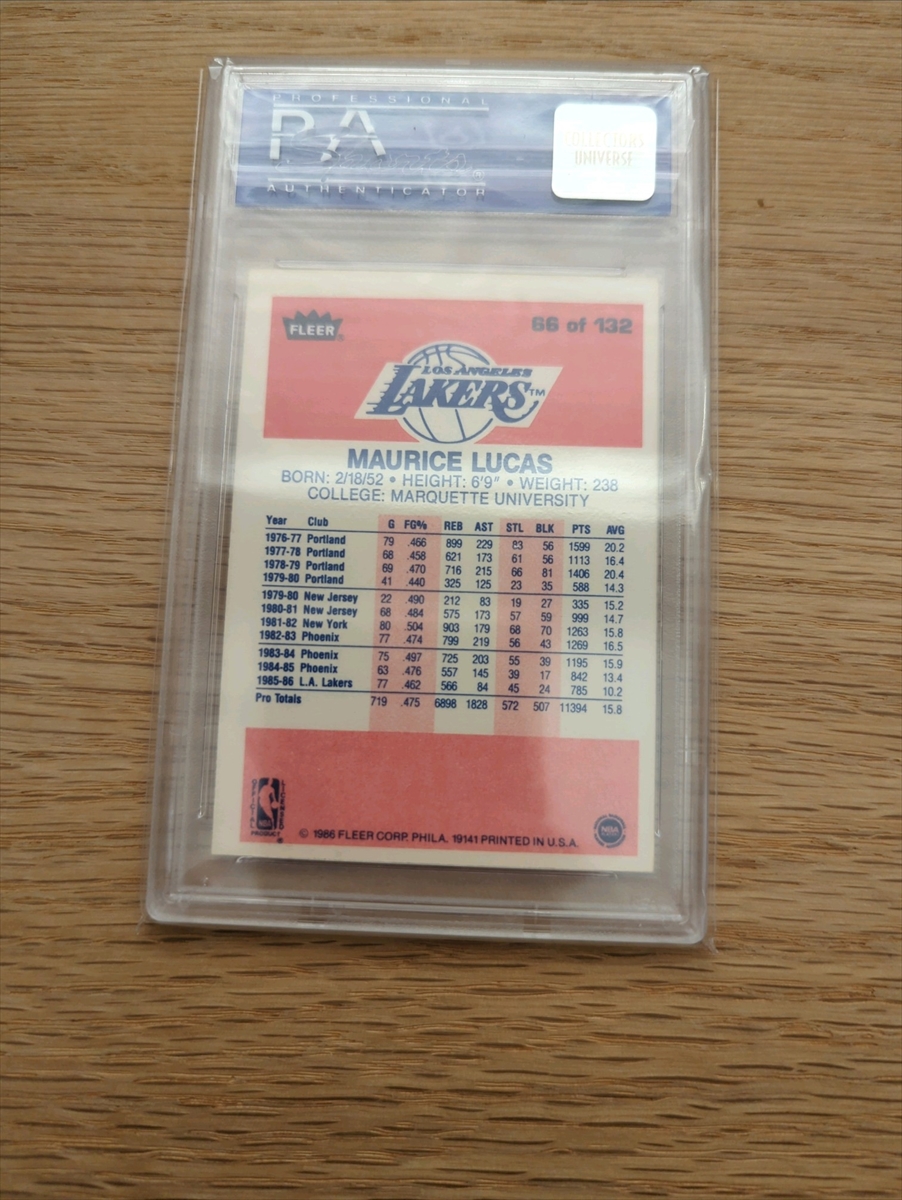 PROFESSIONAL
AUTHENTICATOR
COLLECTORS
UNIVERSE
FLEER
66 of 132
LOS ANGELES
LAKERS™
MAURICE LUCAS
BORN: 2/18/52 • HEIGHT: 6'9" • WEIGHT: 238
COLLEGE: MARQUETTE UNIVERSITY
Year Club G FG% REB AST STL BLK PTS AVG
1976-77 Portland 79 .466 899 229 83 56 1599 20.2
1977-78 Portland 68 .458 621 173 61 56 1113 16.4
1978-79 Portland 69 .470 716 215 66 81 1406 20.4
1979-80 Portland 41 .440 325 125 23 35 588 14.3
1979-80 New Jersey 22 .490 212 83 19 27 335 15.2
1980-81 New Jersey 68 .484 575 173 57 59 999 14.7
1981-82 New York 80 .504 903 179 68 70 1263 15.8
1982-83 Phoenix 77 .474 799 219 56 43 1269 16.5
1983-84 Phoenix 75 .497 725 203 55 39 1195 15.9
1984-85 Phoenix 63 .476 557 145 39 17 842 13.4
1985-86 L.A. Lakers 77 .462 566 84 45 24 785 10.2
Pro Totals 719 .475 6898 1828 572 507 11394 15.8
OFFICIAL
LICENSED
PRODUCT
© 1986 FLEER CORP. PHILA. 19141 PRINTED IN U.S.A.
NBA